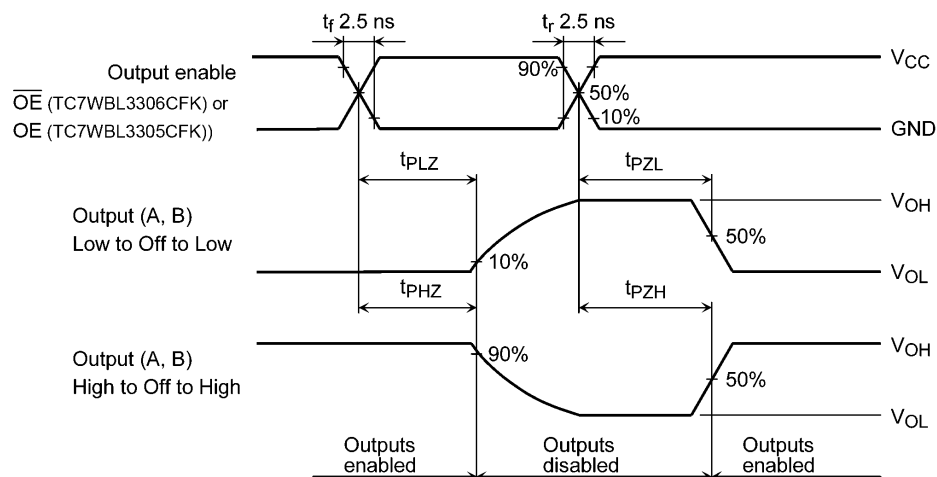 tf 2.5 ns
tr 2.5 ns
Output enable
OE (TC7WBL3306CFK) or
OE (TC7WBL3305CFK))
90%
50%
10%
VCC
GND
tPLZ
tPZL
Output (A, B)
Low to Off to Low
10%
50%
VOH
VOL
tPHZ
tPZH
Output (A, B)
High to Off to High
90%
50%
VOH
VOL
Outputs
enabled
Outputs
disabled
Outputs
enabled